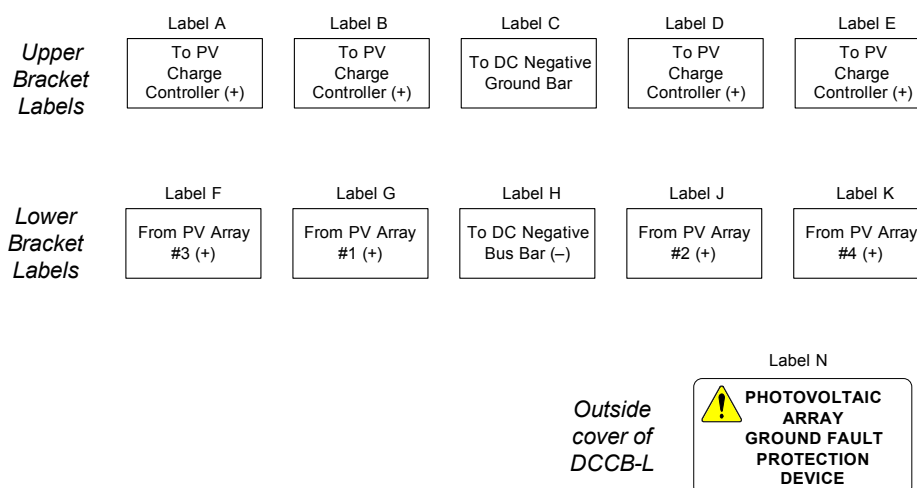 Label A
Label B
Label C
Label D
Label E
Upper
Bracket
Labels
To PV
Charge
Controller (+)
To PV
Charge
Controller (+)
To DC Negative
Ground Bar
To PV
Charge
Controller (+)
To PV
Charge
Controller (+)
Label F
Label G
Label H
Label J
Label K
Lower
Bracket
Labels
From PV Array
#3 (+)
From PV Array
#1 (+)
To DC Negative
Bus Bar (–)
From PV Array
#2 (+)
From PV Array
#4 (+)
Label N
Outside
cover of
DCCB-L
PHOTOVOLTAIC
ARRAY
GROUND FAULT
PROTECTION
DEVICE